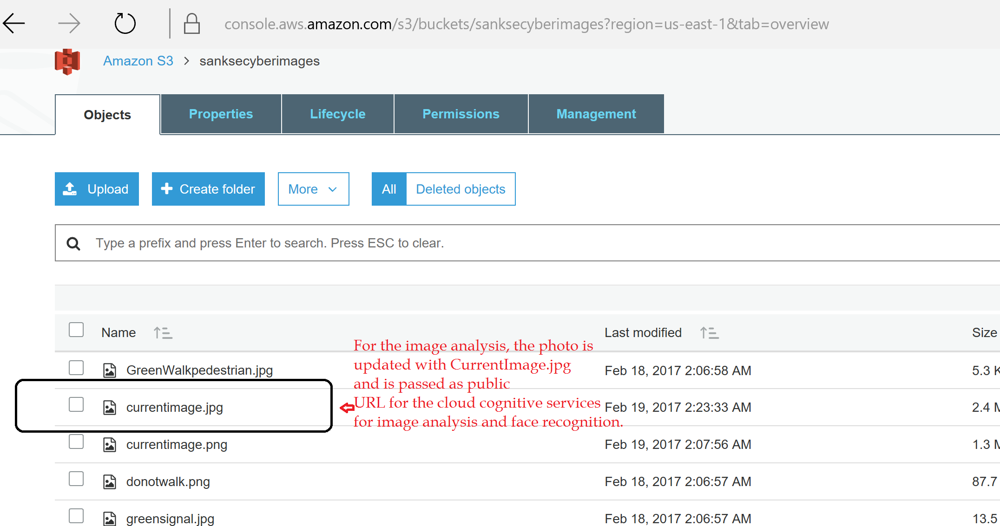 console.aws.amazon.com/s3/buckets/sanksecyberimages?region=us-east-1&tab=overview
Amazon S3 > sanksecyberimages
Objects Properties Lifecycle Permissions Management
Upload Create folder More All Deleted objects
Type a prefix and press Enter to search. Press ESC to clear.
Name Last modified Size
For the image analysis, the photo is
updated with CurrentImage.jpg
and is passed as public
URL for the cloud cognitive services
for image analysis and face recognition.
GreenWalkpedestrian.jpg Feb 18, 2017 2:06:58 AM 5.3
currentimage.jpg Feb 19, 2017 2:23:33 AM 2.4
currentimage.png Feb 19, 2017 2:07:56 AM 1.3
donotwalk.png Feb 18, 2017 2:06:57 AM 87.7
greensignal.jpg Feb 18, 2017 2:06:57 AM 13.5